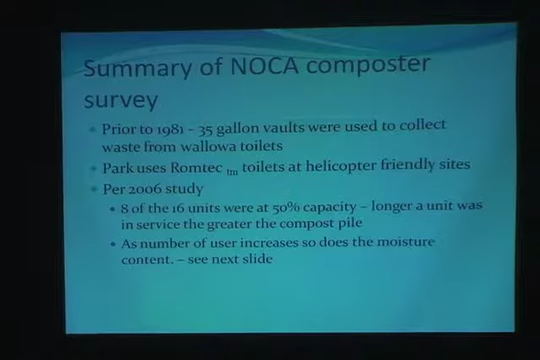 Summary of NOCA composter
survey
Prior to 1981 – 35 gallon vaults were used to collect
waste from wallowa toilets
Park uses Romtec tm toilets at helicopter friendly sites
Per 2006 study
8 of the 16 units were at 50% capacity – longer a unit was
in service the greater the compost pile
As number of user increases so does the moisture
content. – see next slide